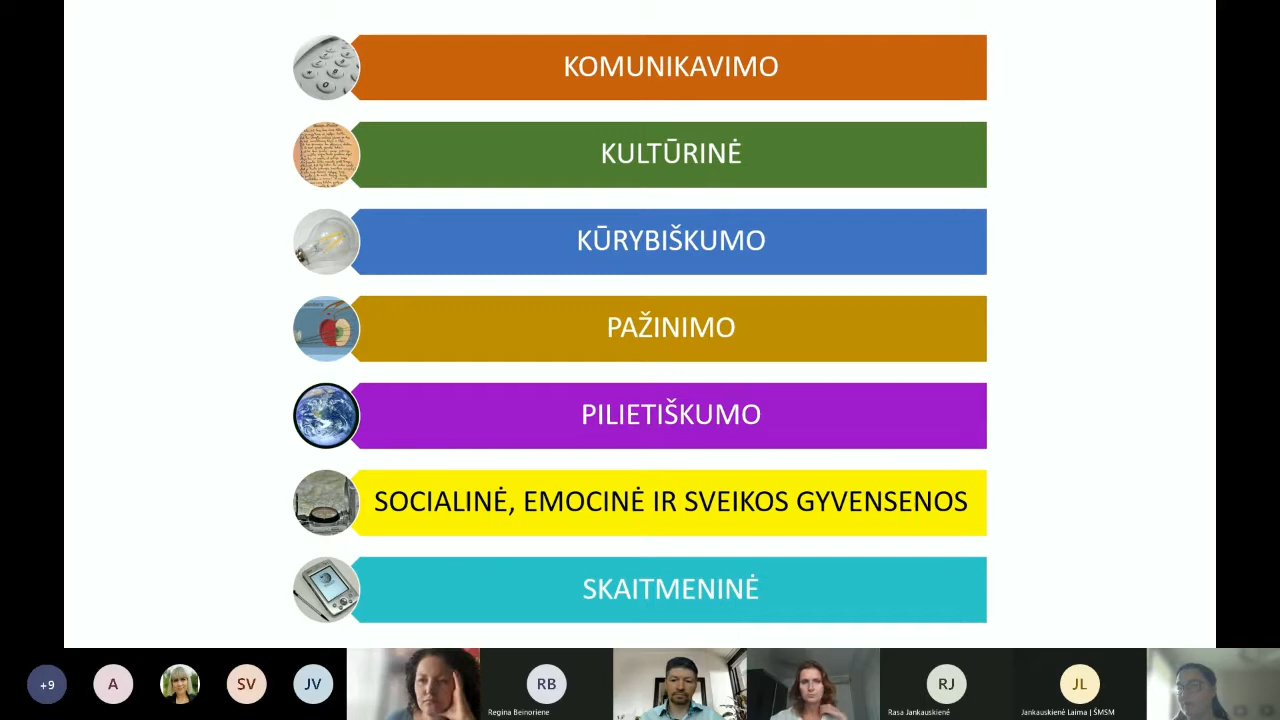 KOMUNIKAVIMO
KULTŪRINĖ
KŪRYBIŠKUMO
PAŽINIMO
PILIETIŠKUMO
SOCIALINĖ, EMOCINĖ IR SVEIKOS GYVENSENOS
SKAITMENINĖ
+9
A
SV
JV
RB
RJ
JL
Regina Beinoriene
Rasa Jankauskienė
Jankauskienė Laima | ŠMSM